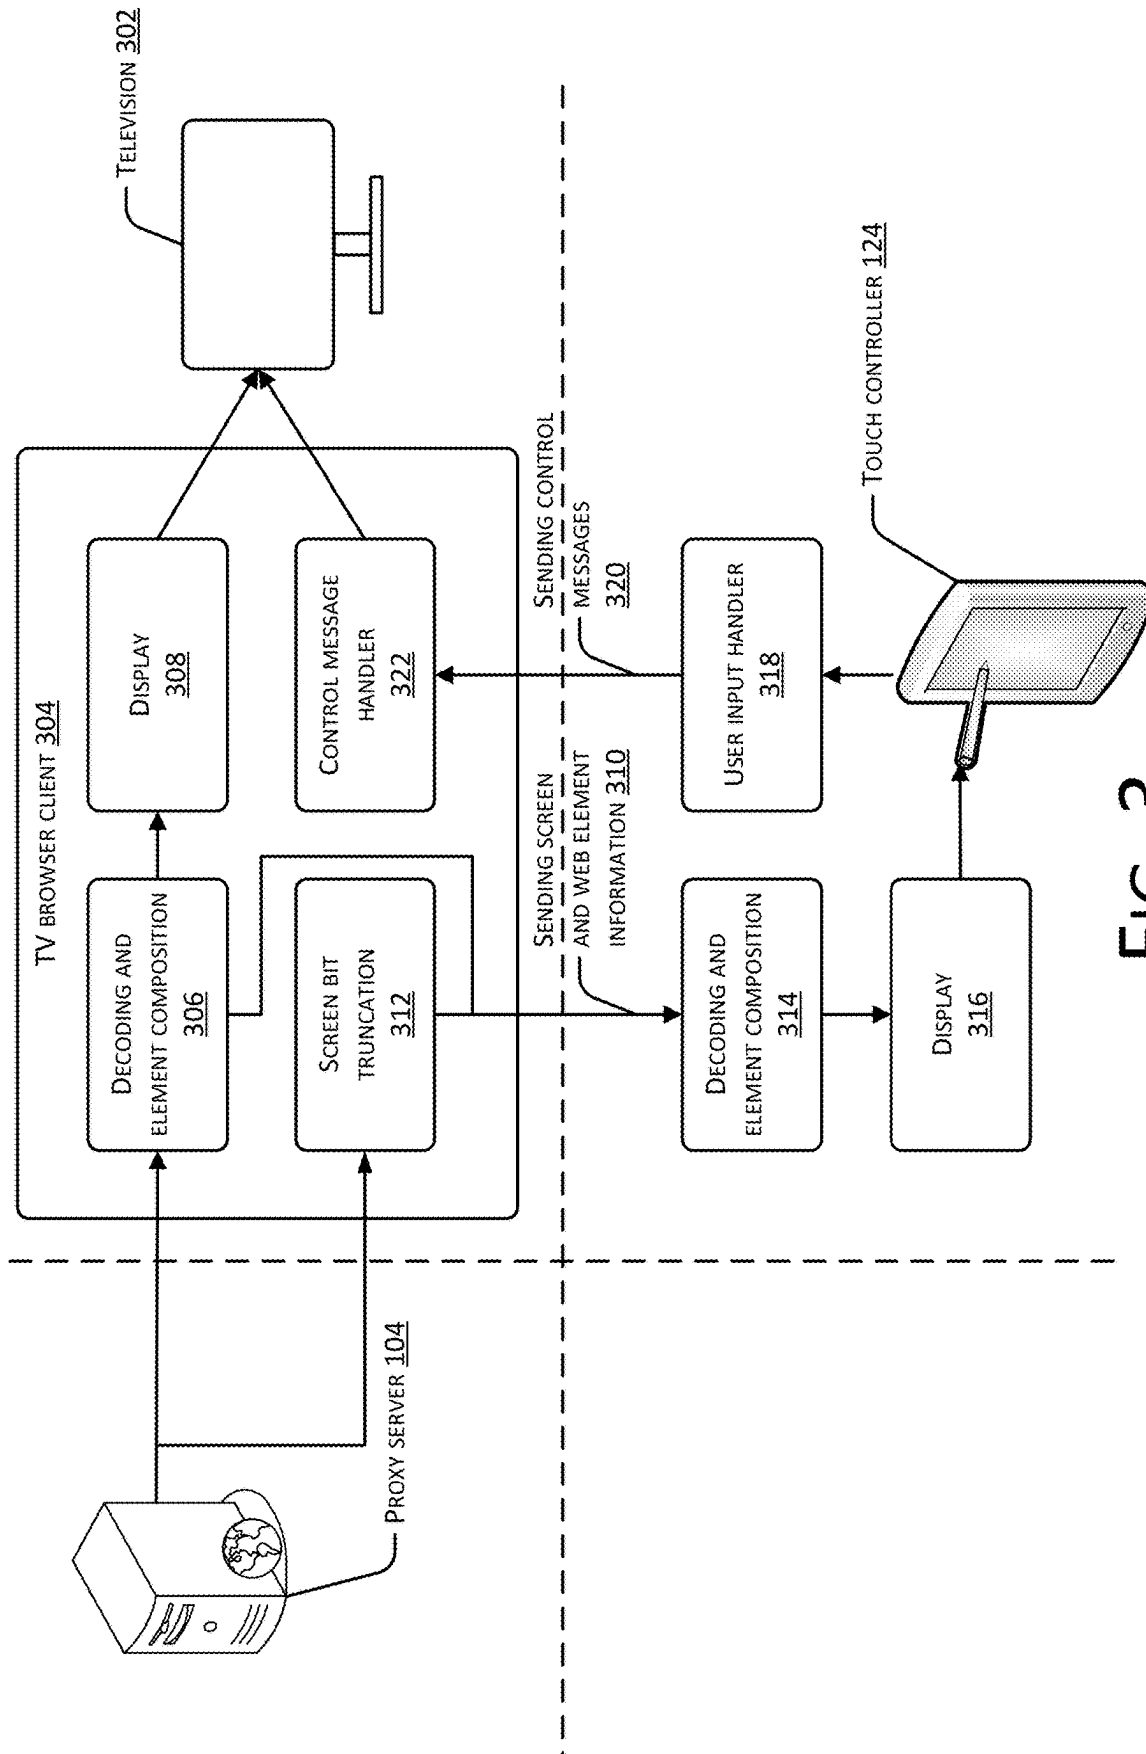 TV BROWSER CLIENT 304
TELEVISION 302
DECODING AND
ELEMENT COMPOSITION
306
DISPLAY
308
SCREEN BIT
TRUNCATION
312
CONTROL MESSAGE
HANDLER
322
PROXY SERVER 104
SENDING SCREEN
AND WEB ELEMENT
INFORMATION 310
SENDING CONTROL
MESSAGES
320
DECODING AND
ELEMENT COMPOSITION
314
USER INPUT HANDLER
318
TOUCH CONTROLLER 124
DISPLAY
316
FIG